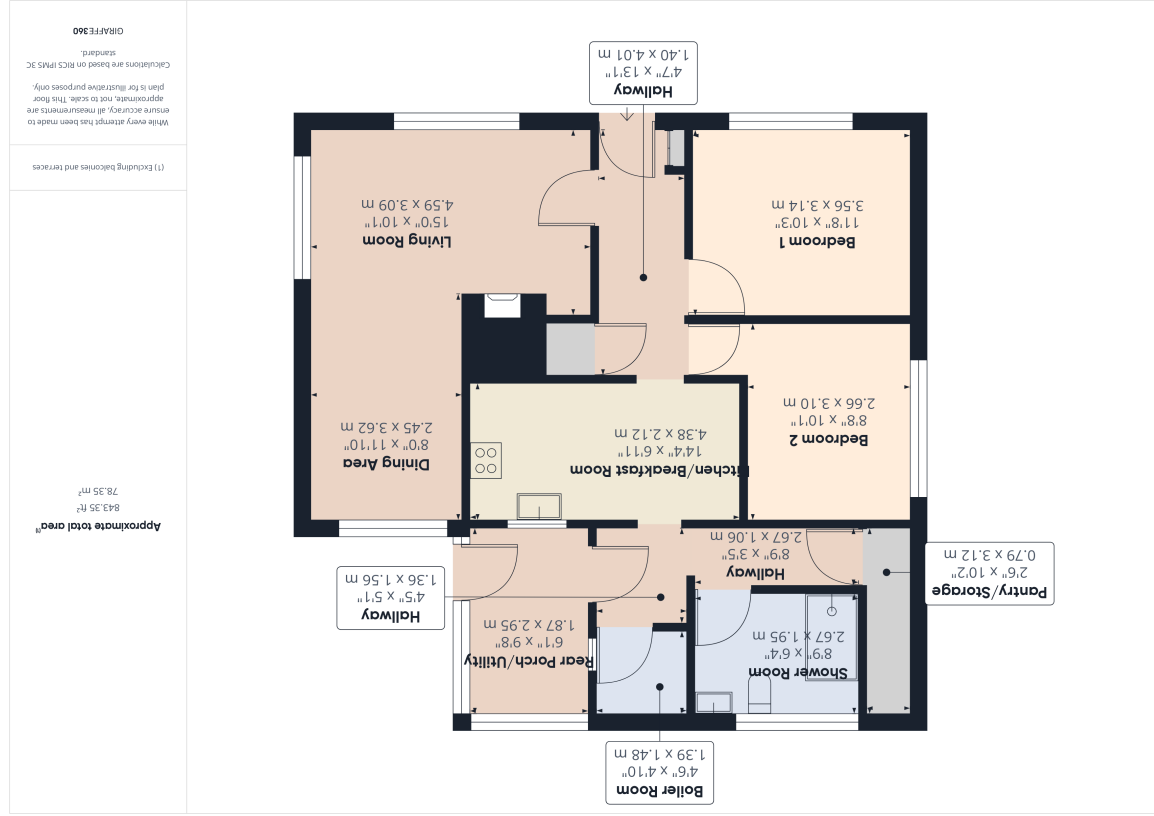 Boiler Room
4'6" x 4'10"
1.39 x 1.48 m
Shower Room
8'9" x 6'4"
2.67 x 1.95 m
Rear Porch/Utility
6'1" x 9'8"
1.87 x 2.95 m
Pantry/Storage
2'6" x 10'2"
0.79 x 3.12 m
Hallway
8'9" x 3'5"
2.67 x 1.06 m
Hallway
4'5" x 5'1"
1.36 x 1.56 m
Bedroom 2
8'8" x 10'1"
2.66 x 3.10 m
Kitchen/Breakfast Room
14'4" x 6'11"
4.38 x 2.12 m
Dining Area
8'0" x 11'10"
2.45 x 3.62 m
Bedroom 1
11'8" x 10'3"
3.56 x 3.14 m
Living Room
15'0" x 10'1"
4.59 x 3.09 m
Hallway
4'7" x 13'1"
1.40 x 4.01 m
Approximate total area⁽¹⁾
843.35 ft²
78.35 m²
(1) Excluding balconies and terraces
While every attempt has been made to
ensure accuracy, all measurements are
approximate, not to scale. This floor
plan is for illustrative purposes only.
Calculations are based on RICS IPMS 3C
standard.
GIRAFFE360